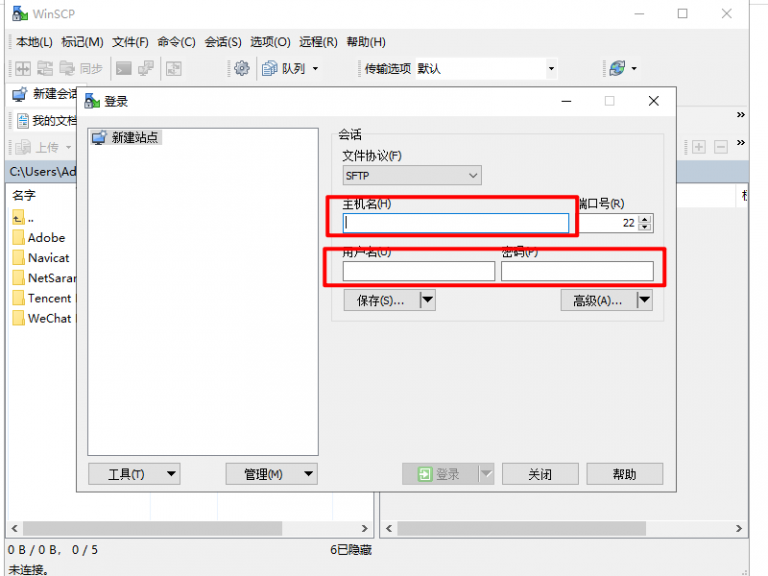 WinSCP
本地(L) 标记(M) 文件(F) 命令(C) 会话(S) 选项(O) 远程(R) 帮助(H)
同步 队列 传输选项 默认
新建会话
登录
我的文档
新建站点
会话
上传
文件协议(F)
C:\Users\Ad
SFTP
名字
主机名(H) 端口号(R)
..
22
Adobe
用户名(U) 密码(P)
Navicat
NetSaran
Tencent
保存(S)... 高级(A)...
WeChat
工具(T) 管理(M) 登录 关闭 帮助
0 B / 0 B, 0 / 5 6已隐藏
未连接。